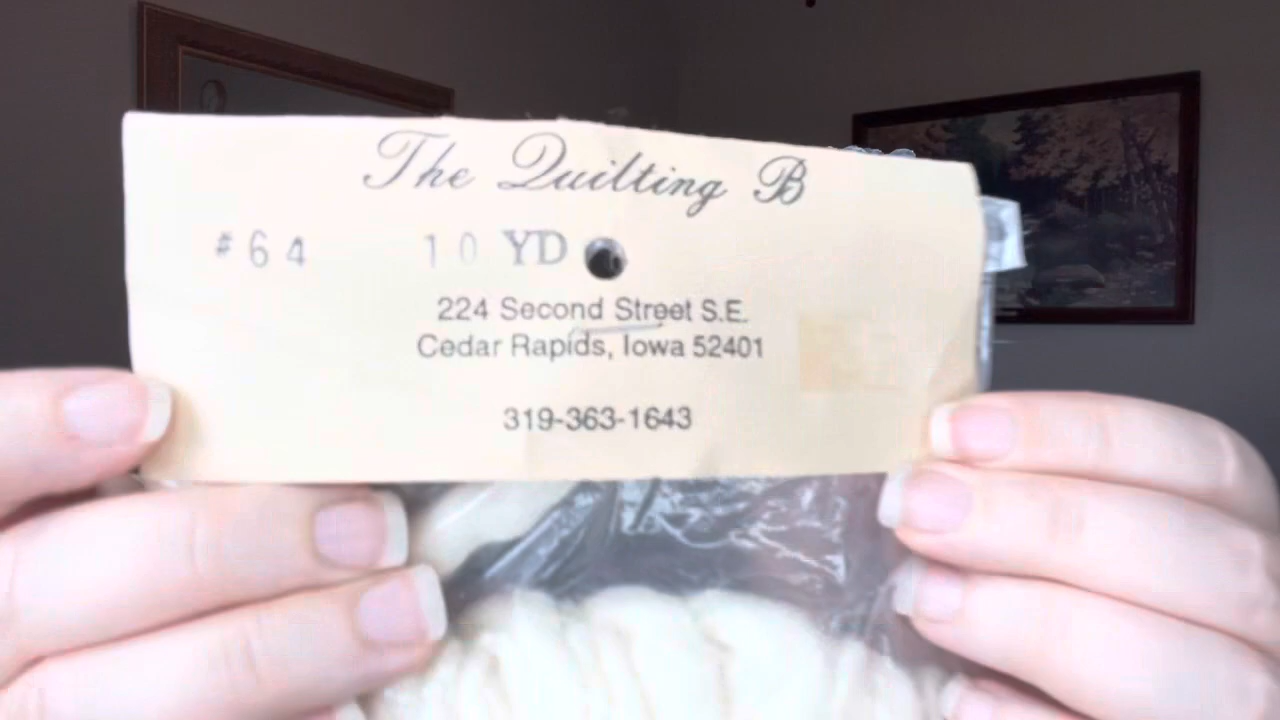 The Quilting B
#64 10 YD
224 Second Street S.E.
Cedar Rapids, Iowa 52401
319-363-1643